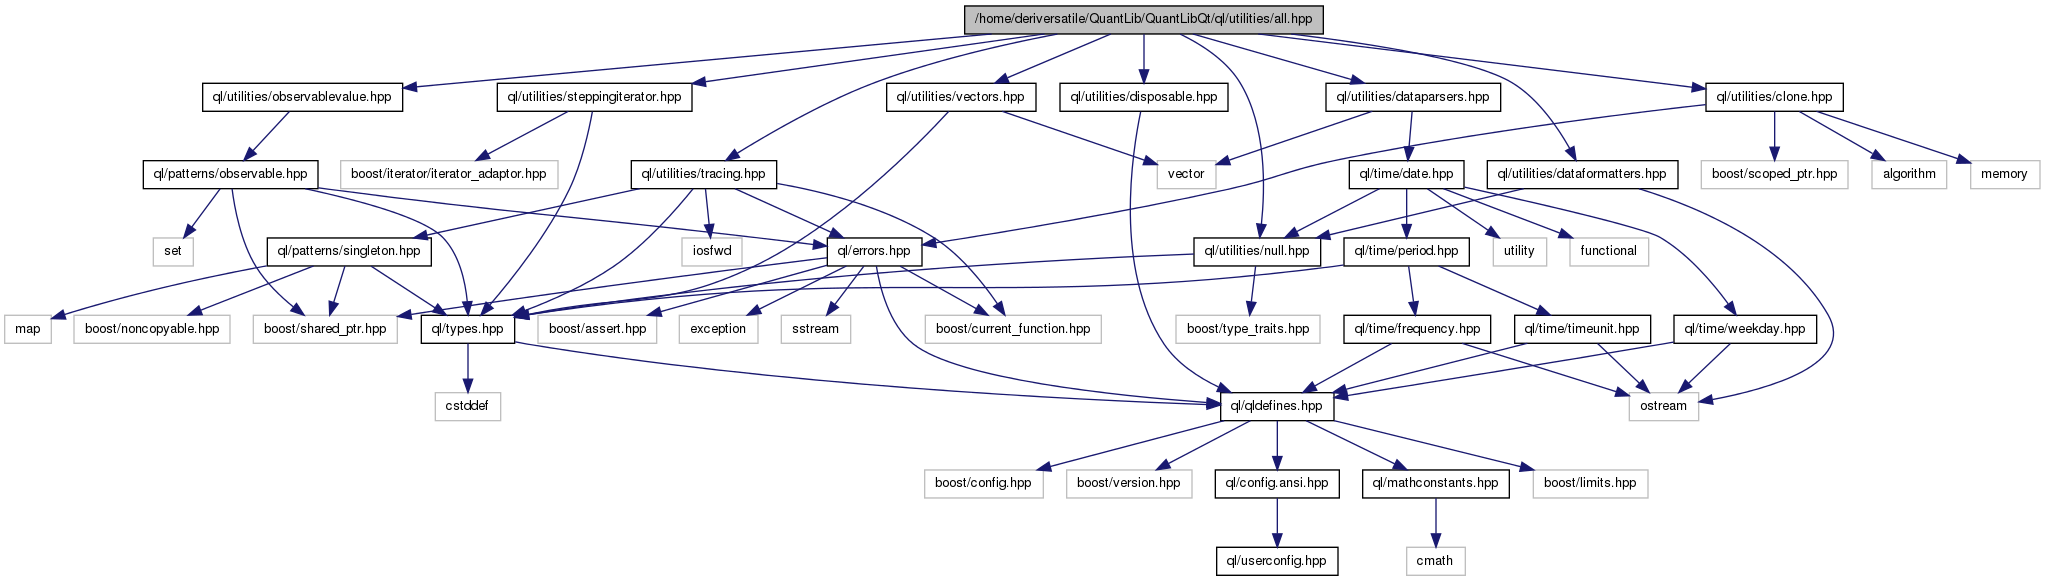 /home/deriversatile/QuantLib/QuantLibQt/ql/utilities/all.hpp
ql/utilities/observablevalue.hpp
ql/utilities/steppingiterator.hpp
ql/utilities/vectors.hpp
ql/utilities/disposable.hpp
ql/utilities/dataparsers.hpp
ql/utilities/clone.hpp
ql/patterns/observable.hpp
boost/iterator/iterator_adaptor.hpp
ql/utilities/tracing.hpp
vector
ql/time/date.hpp
ql/utilities/dataformatters.hpp
boost/scoped_ptr.hpp
algorithm
memory
set
ql/patterns/singleton.hpp
iosfwd
ql/errors.hpp
ql/utilities/null.hpp
ql/time/period.hpp
utility
functional
map
boost/noncopyable.hpp
boost/shared_ptr.hpp
ql/types.hpp
boost/assert.hpp
exception
sstream
boost/current_function.hpp
boost/type_traits.hpp
ql/time/frequency.hpp
ql/time/timeunit.hpp
ql/time/weekday.hpp
cstddef
ql/qldefines.hpp
ostream
boost/config.hpp
boost/version.hpp
ql/config.ansi.hpp
ql/mathconstants.hpp
boost/limits.hpp
ql/userconfig.hpp
cmath